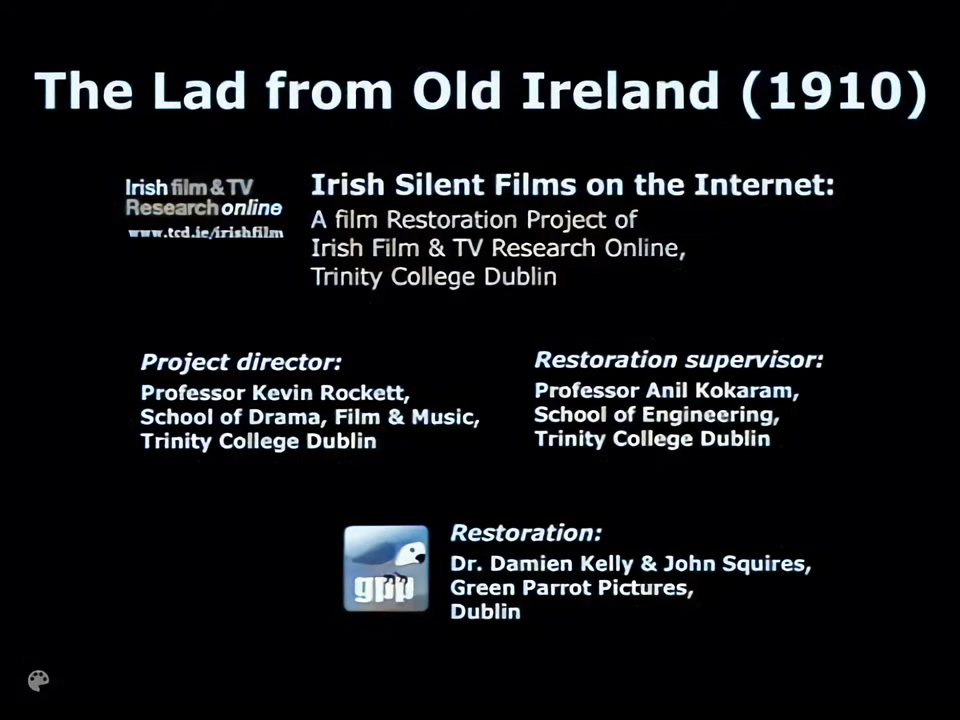 The Lad from Old Ireland (1910)
Irish film & TV
Research online
www.tcd.ie/irishfilm
Irish Silent Films on the Internet:
A film Restoration Project of
Irish Film & TV Research Online,
Trinity College Dublin
Project director:
Professor Kevin Rockett,
School of Drama, Film & Music,
Trinity College Dublin
Restoration supervisor:
Professor Anil Kokaram,
School of Engineering,
Trinity College Dublin
gpp
Restoration:
Dr. Damien Kelly & John Squires,
Green Parrot Pictures,
Dublin